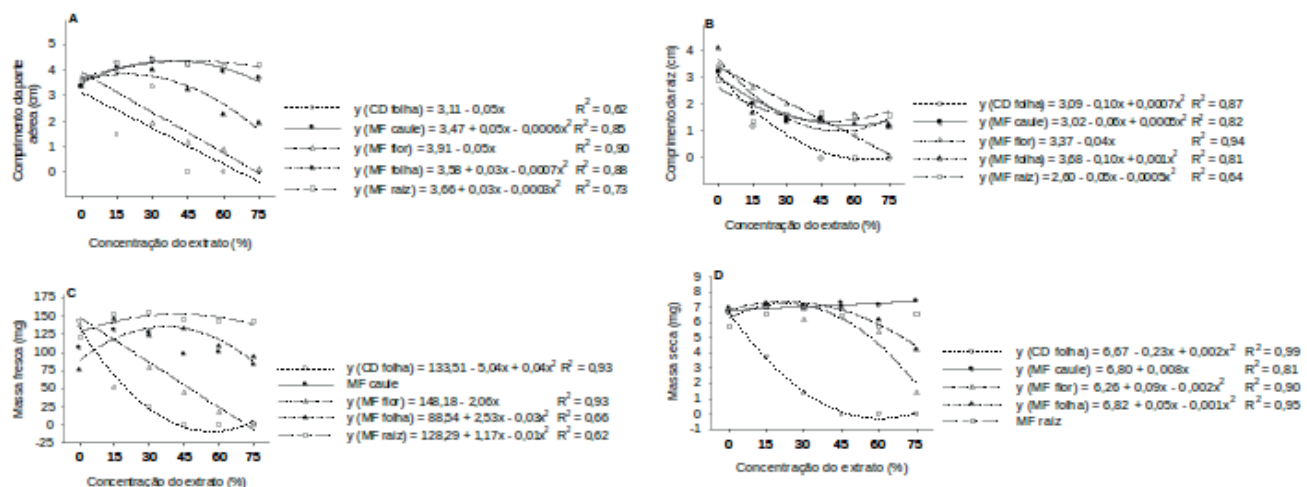 A
Comprimento da parte
aérea (cm)
5
4
3
2
1
0
0 15 30 45 60 75
Concentração do extrato (%)
y (CD folha) = 3,11 - 0,05x R² = 0,62
y (MF caule) = 3,47 + 0,05x - 0,0006x² R² = 0,85
y (MF flor) = 3,91 - 0,05x R² = 0,90
y (MF folha) = 3,58 + 0,03x - 0,0007x² R² = 0,88
y (MF raiz) = 3,66 + 0,03x - 0,0003x² R² = 0,73
B
Comprimento da raiz (cm)
4
3
2
1
0
0 15 30 45 60 75
Concentração do extrato (%)
y (CD folha) = 3,09 - 0,10x + 0,0007x² R² = 0,87
y (MF caule) = 3,02 - 0,06x + 0,0005x² R² = 0,82
y (MF flor) = 3,37 - 0,04x R² = 0,94
y (MF folha) = 3,68 - 0,10x + 0,001x² R² = 0,81
y (MF raiz) = 2,60 - 0,05x - 0,0005x² R² = 0,64
C
Massa fresca (mg)
175
150
125
100
75
50
25
0
-25
0 15 30 45 60 75
Concentração do extrato (%)
y (CD folha) = 133,51 - 5,04x + 0,04x² R² = 0,93
MF caule
y (MF flor) = 148,18 - 2,06x R² = 0,93
y (MF folha) = 88,54 + 2,53x - 0,03x² R² = 0,66
y (MF raiz) = 128,29 + 1,17x - 0,01x² R² = 0,62
D
Massa seca (mg)
9
8
7
6
5
4
3
2
1
0
-1
0 15 30 45 60 75
Concentração do extrato (%)
y (CD folha) = 6,67 - 0,23x + 0,002x² R² = 0,99
y (MF caule) = 6,80 + 0,008x R² = 0,81
y (MF flor) = 6,26 + 0,09x - 0,002x² R² = 0,90
y (MF folha) = 6,82 + 0,05x - 0,001x² R² = 0,95
MF raiz